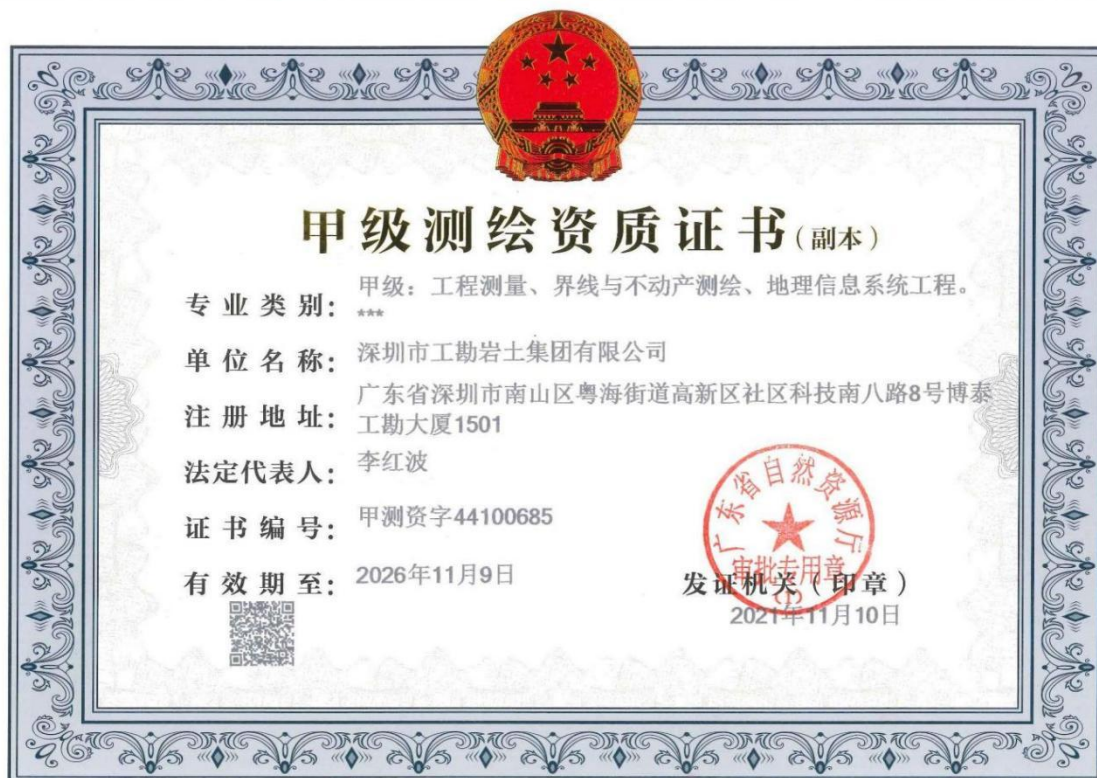 甲级测绘资质证书(副本)
专业类别：甲级：工程测量、界线与不动产测绘、地理信息系统工程。
***
单位名称：深圳市工勘岩土集团有限公司
注册地址：广东省深圳市南山区粤海街道高新区社区科技南八路8号博泰
工勘大厦1501
法定代表人：李红波
证书编号：甲测资字44100685
有效期至：2026年11月9日
广东省自然资源厅
审批专用章
(1)
发证机关（印章）
2021年11月10日